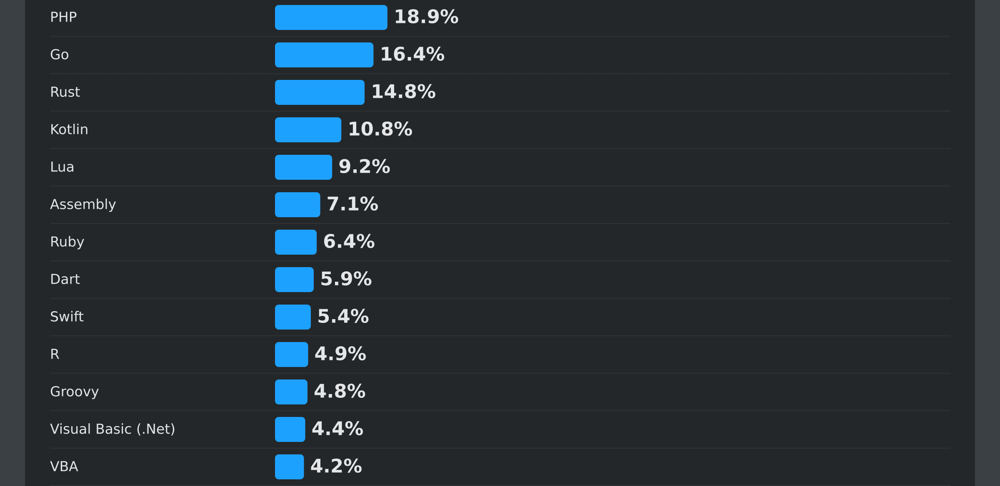 PHP 18.9%
Go 16.4%
Rust 14.8%
Kotlin 10.8%
Lua 9.2%
Assembly 7.1%
Ruby 6.4%
Dart 5.9%
Swift 5.4%
R 4.9%
Groovy 4.8%
Visual Basic (.Net) 4.4%
VBA 4.2%